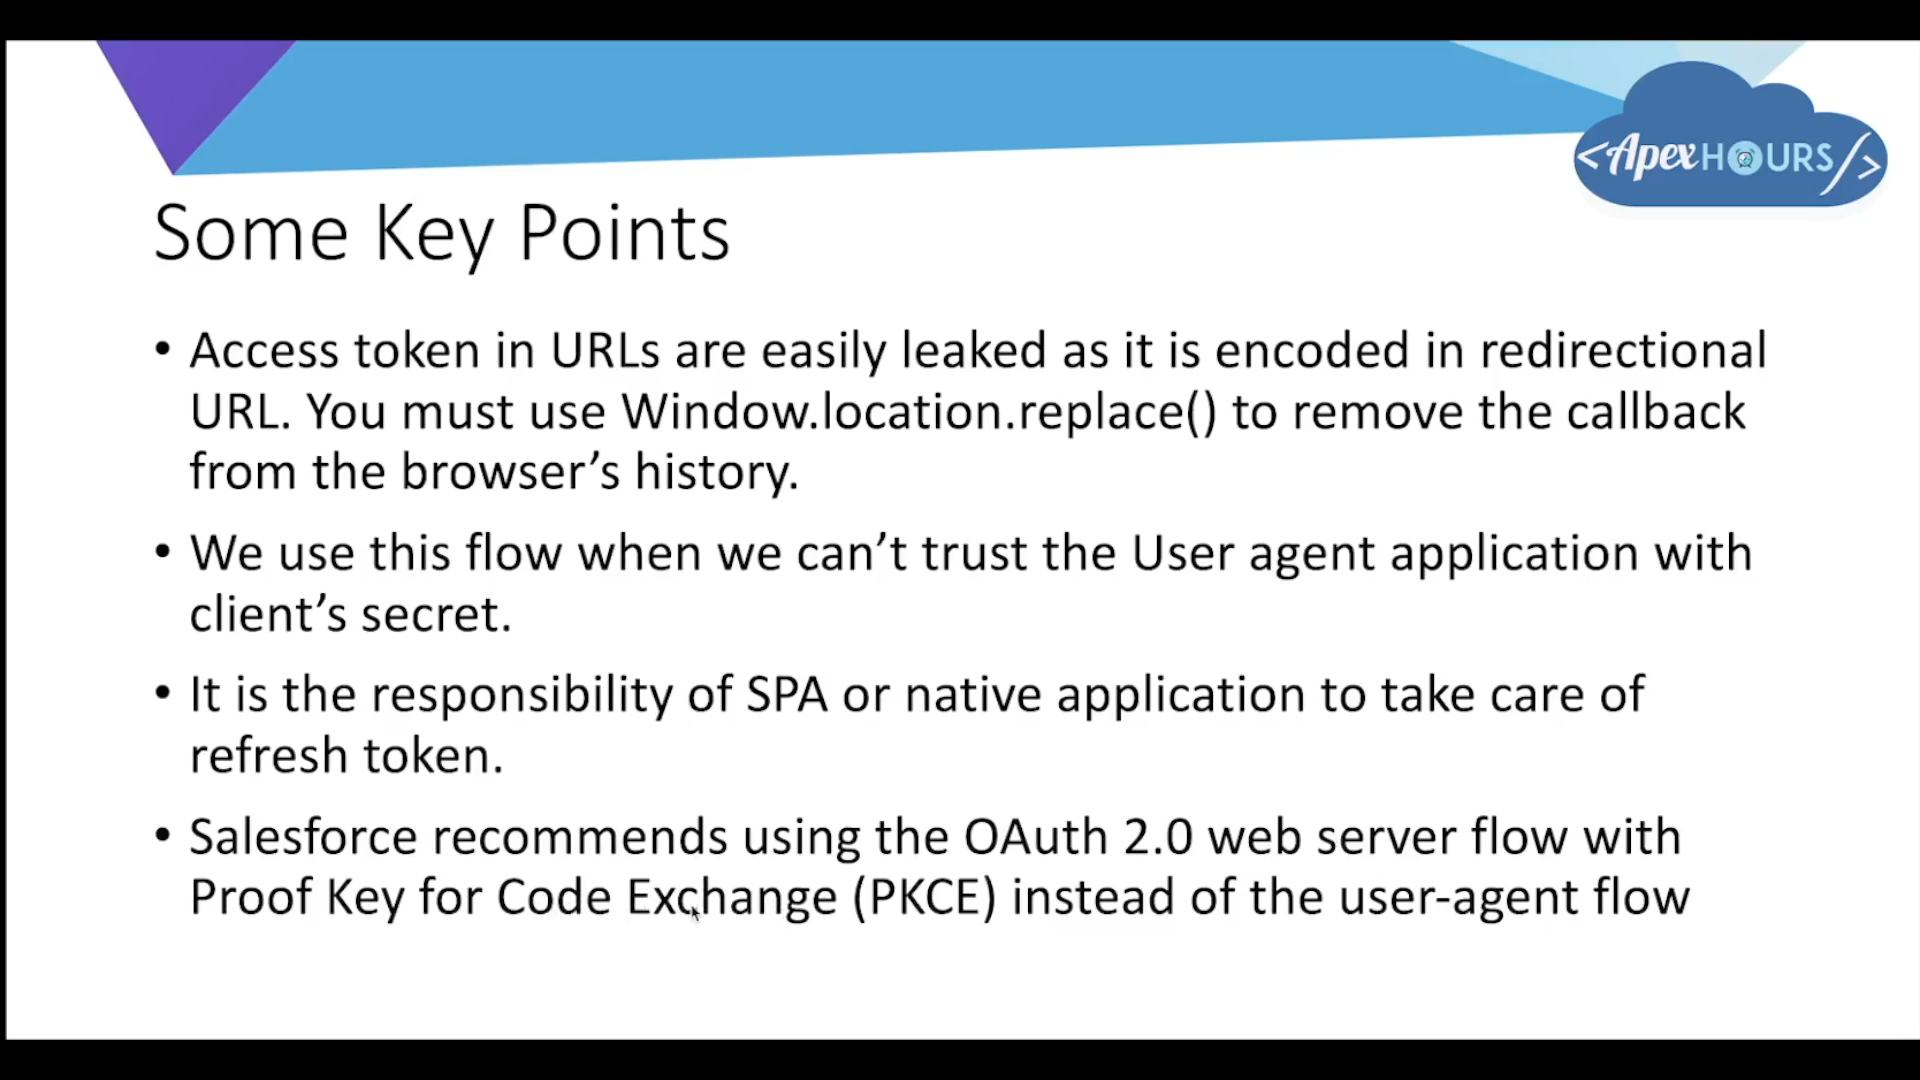 <ApexHOURS/>
Some Key Points
• Access token in URLs are easily leaked as it is encoded in redirectional
URL. You must use Window.location.replace() to remove the callback
from the browser’s history.
• We use this flow when we can’t trust the User agent application with
client’s secret.
• It is the responsibility of SPA or native application to take care of
refresh token.
• Salesforce recommends using the OAuth 2.0 web server flow with
Proof Key for Code Exchange (PKCE) instead of the user-agent flow